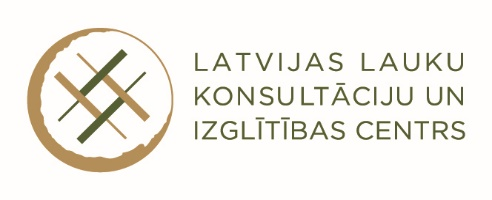 LATVIJAS LAUKU
KONSULTĀCIJU UN
IZGLĪTĪBAS CENTRS